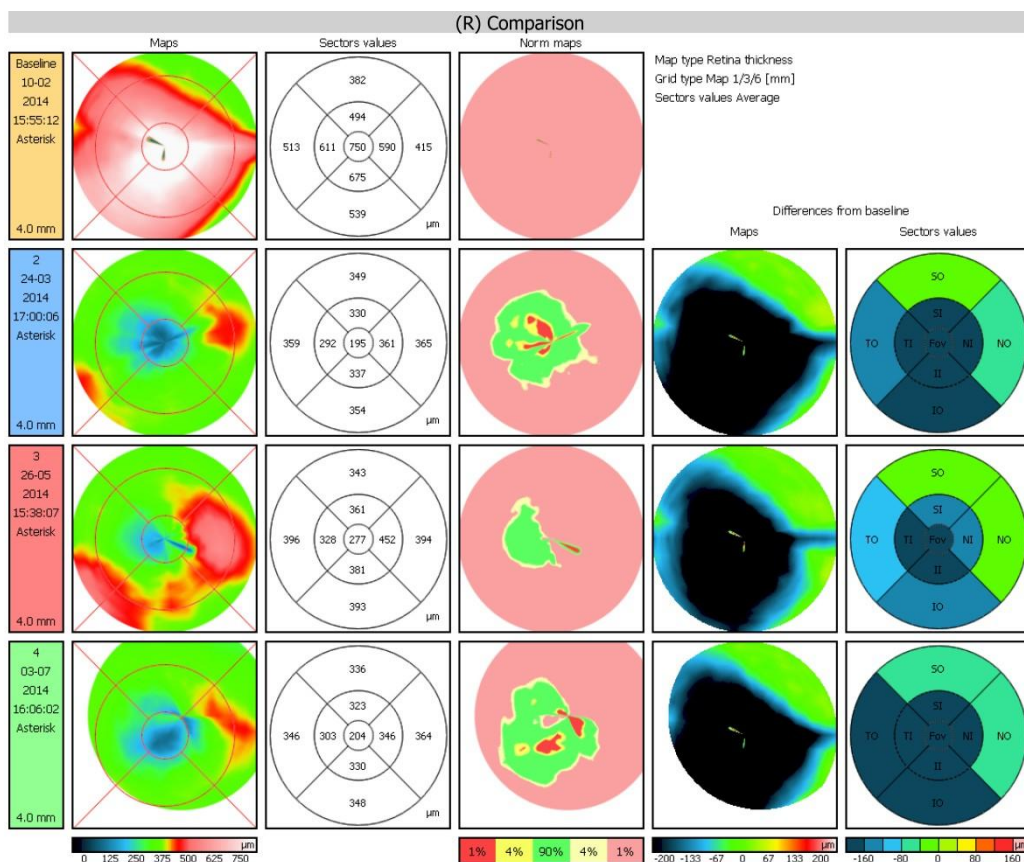 (R) Comparison
Maps
Sectors values
Norm maps
Baseline
10-02
2014
15:55:12
Asterisk
4.0 mm
382
494
513 611 750 590 415
675
539
µm
Map type Retina thickness
Grid type Map 1/3/6 [mm]
Sectors values Average
Differences from baseline
Maps
Sectors values
2
24-03
2014
17:00:06
Asterisk
4.0 mm
349
330
359 292 195 361 365
337
354
µm
SO
SI
TO TI Fov NI NO
II
IO
3
26-05
2014
15:38:07
Asterisk
4.0 mm
343
361
396 328 277 452 394
381
393
µm
SO
SI
TO TI Fov NI NO
II
IO
4
03-07
2014
16:06:02
Asterisk
4.0 mm
336
323
346 303 204 346 364
330
348
µm
SO
SI
TO TI Fov NI NO
II
IO
µm
0 125 250 375 505 625 750
1% 4% 90% 4% 1%
µm
-200 -133 -67 0 67 133 200
µm
-160 -80 0 80 160